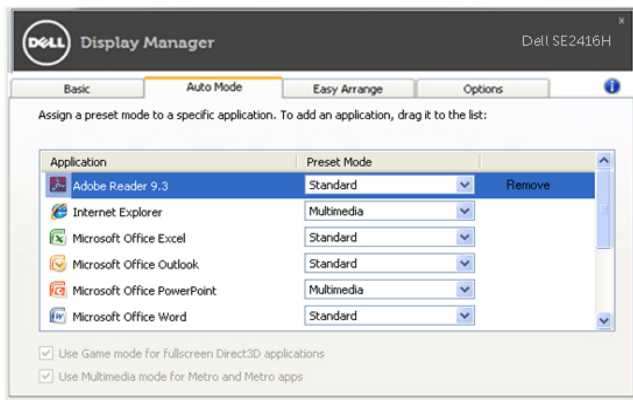 DELL Display Manager Dell SE2416H
Basic Auto Mode Easy Arrange Options
Assign a preset mode to a specific application. To add an application, drag it to the list:
Application Preset Mode
Adobe Reader 9.3 Standard Remove
Internet Explorer Multimedia
Microsoft Office Excel Standard
Microsoft Office Outlook Standard
Microsoft Office PowerPoint Multimedia
Microsoft Office Word Standard
Use Game mode for fullscreen Direct3D applications
Use Multimedia mode for Metro and Metro apps